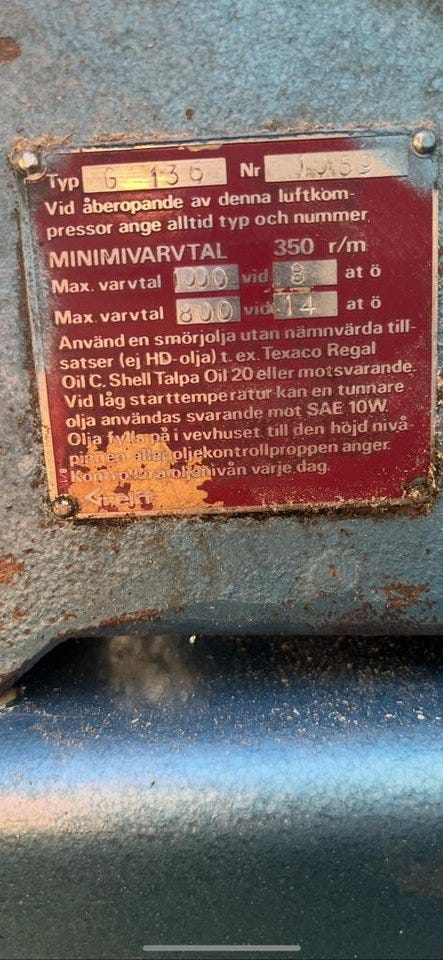 Typ G 136 Nr
Vid åberopande av denna luftkom-
pressor ange alltid typ och nummer.
MINIMIVARVTAL 350 r/m
Max. varvtal 1000 vid 8 at ö
Max. varvtal 800 vid 14 at ö
Använd en smörjolja utan nämnvärda till-
satser (ej HD-olja) t. ex. Texaco Regal
Oil C. Shell Talpa Oil 20 eller motsvarande.
Vid låg starttemperatur kan en tunnare
olja användas svarande mot SAE 10W.
Olja fylls på i vevhuset till den höjd nivå-
pinnen eller oljekontrollproppen anger.
Kontrollera oljenivån varje dag.